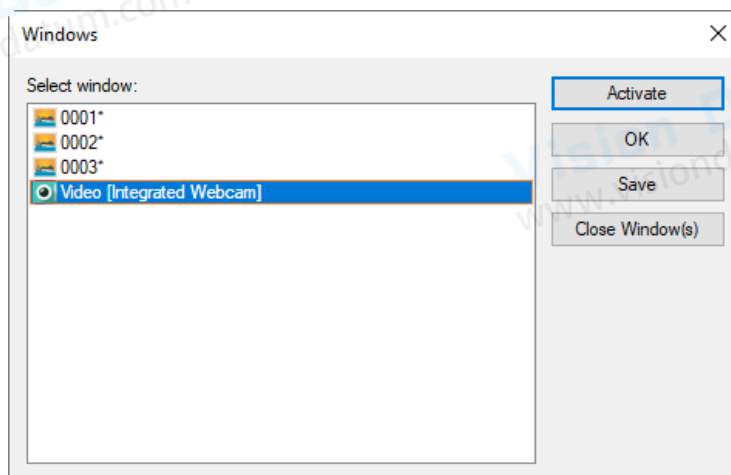 Windows
Select window:
0001*
0002*
0003*
Video [Integrated Webcam]
Activate
OK
Save
Close Window(s)